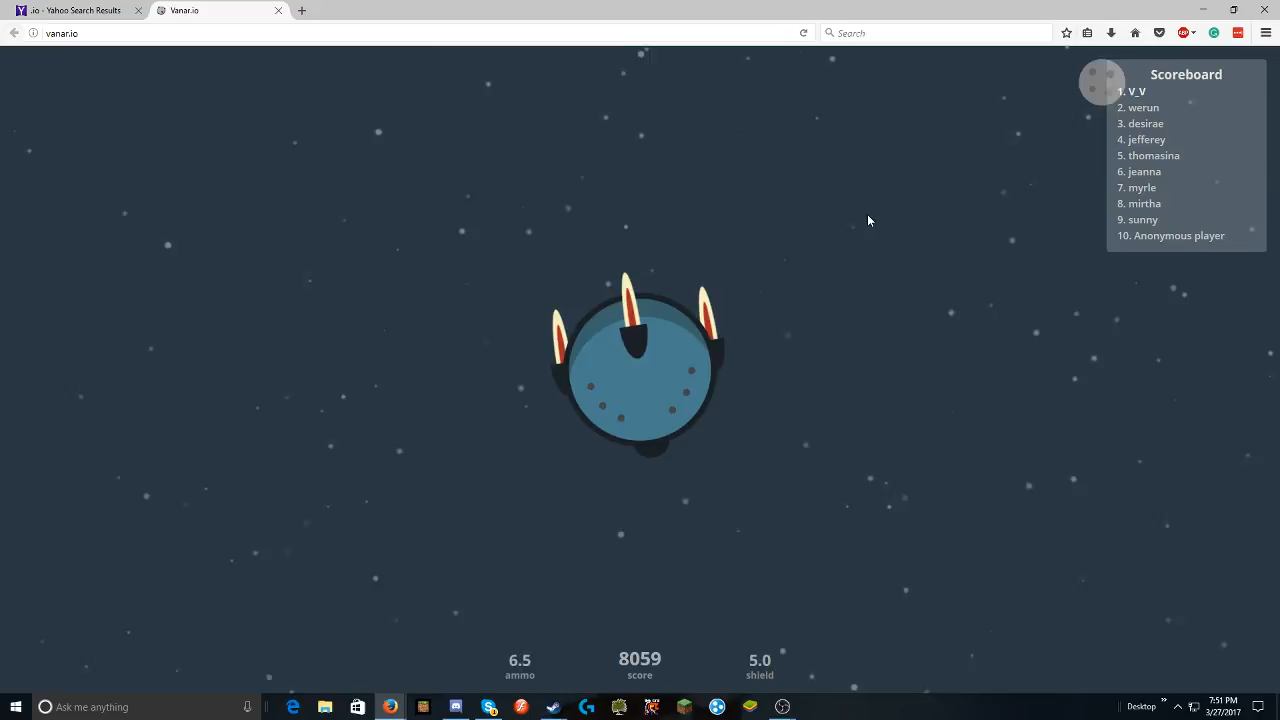 .io - Yahoo Search Results
Vanar.io
vanar.io
Search
ABP
Scoreboard
1. V_V
2. werun
3. desirae
4. jefferey
5. thomasina
6. jeanna
7. myrle
8. mirtha
9. sunny
10. Anonymous player
6.5
ammo
8059
score
5.0
shield
Ask me anything
Desktop
7:51 PM
3/27/2017